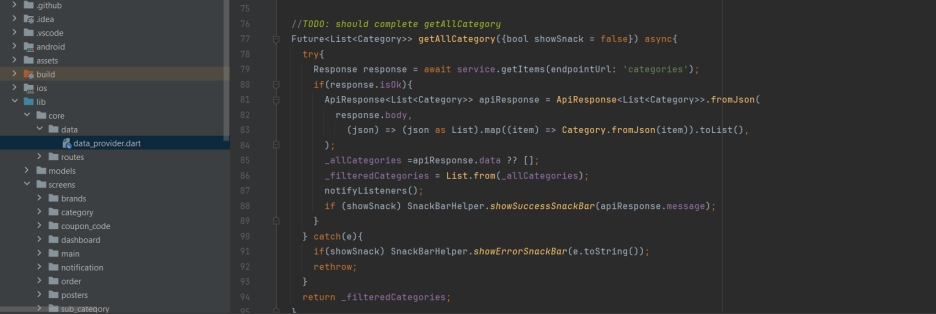 .github
.idea
.vscode
android
assets
build
ios
lib
core
data
data_provider.dart
routes
models
screens
brands
category
coupon_code
dashboard
main
notification
order
posters
sub_category
75
76 //TODO: should complete getAllCategory
77 Future<List<Category>> getAllCategory({bool showSnack = false}) async{
78 try{
79 Response response = await service.getItems(endpointUrl: 'categories');
80 if(response.isOk){
81 ApiResponse<List<Category>> apiResponse = ApiResponse<List<Category>>.fromJson(
82 response.body,
83 (json) => (json as List).map((item) => Category.fromJson(item)).toList(),
84 );
85 _allCategories =apiResponse.data ?? [];
86 _filteredCategories = List.from(_allCategories);
87 notifyListeners();
88 if (showSnack) SnackBarHelper.showSuccessSnackBar(apiResponse.message);
89 }
90 } catch(e){
91 if(showSnack) SnackBarHelper.showErrorSnackBar(e.toString());
92 rethrow;
93 }
94 return _filteredCategories;
95 }